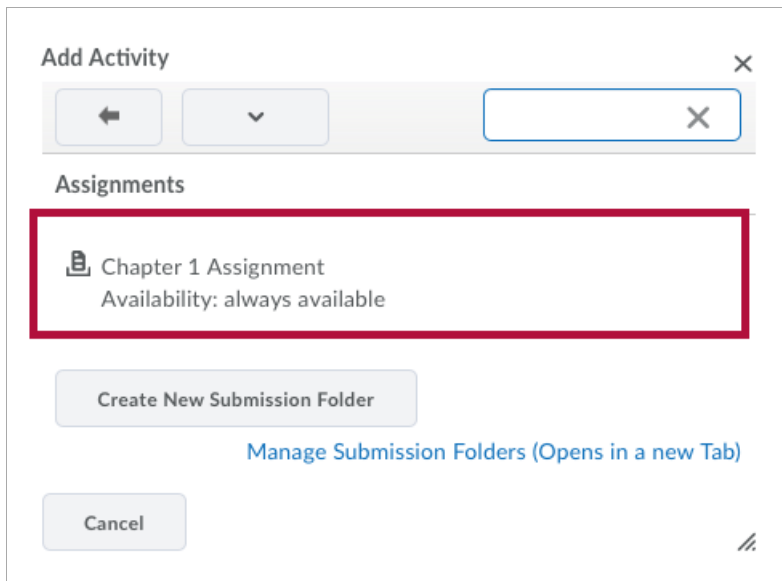 Add Activity
Assignments
Chapter 1 Assignment
Availability: always available
Create New Submission Folder
Manage Submission Folders (Opens in a new Tab)
Cancel